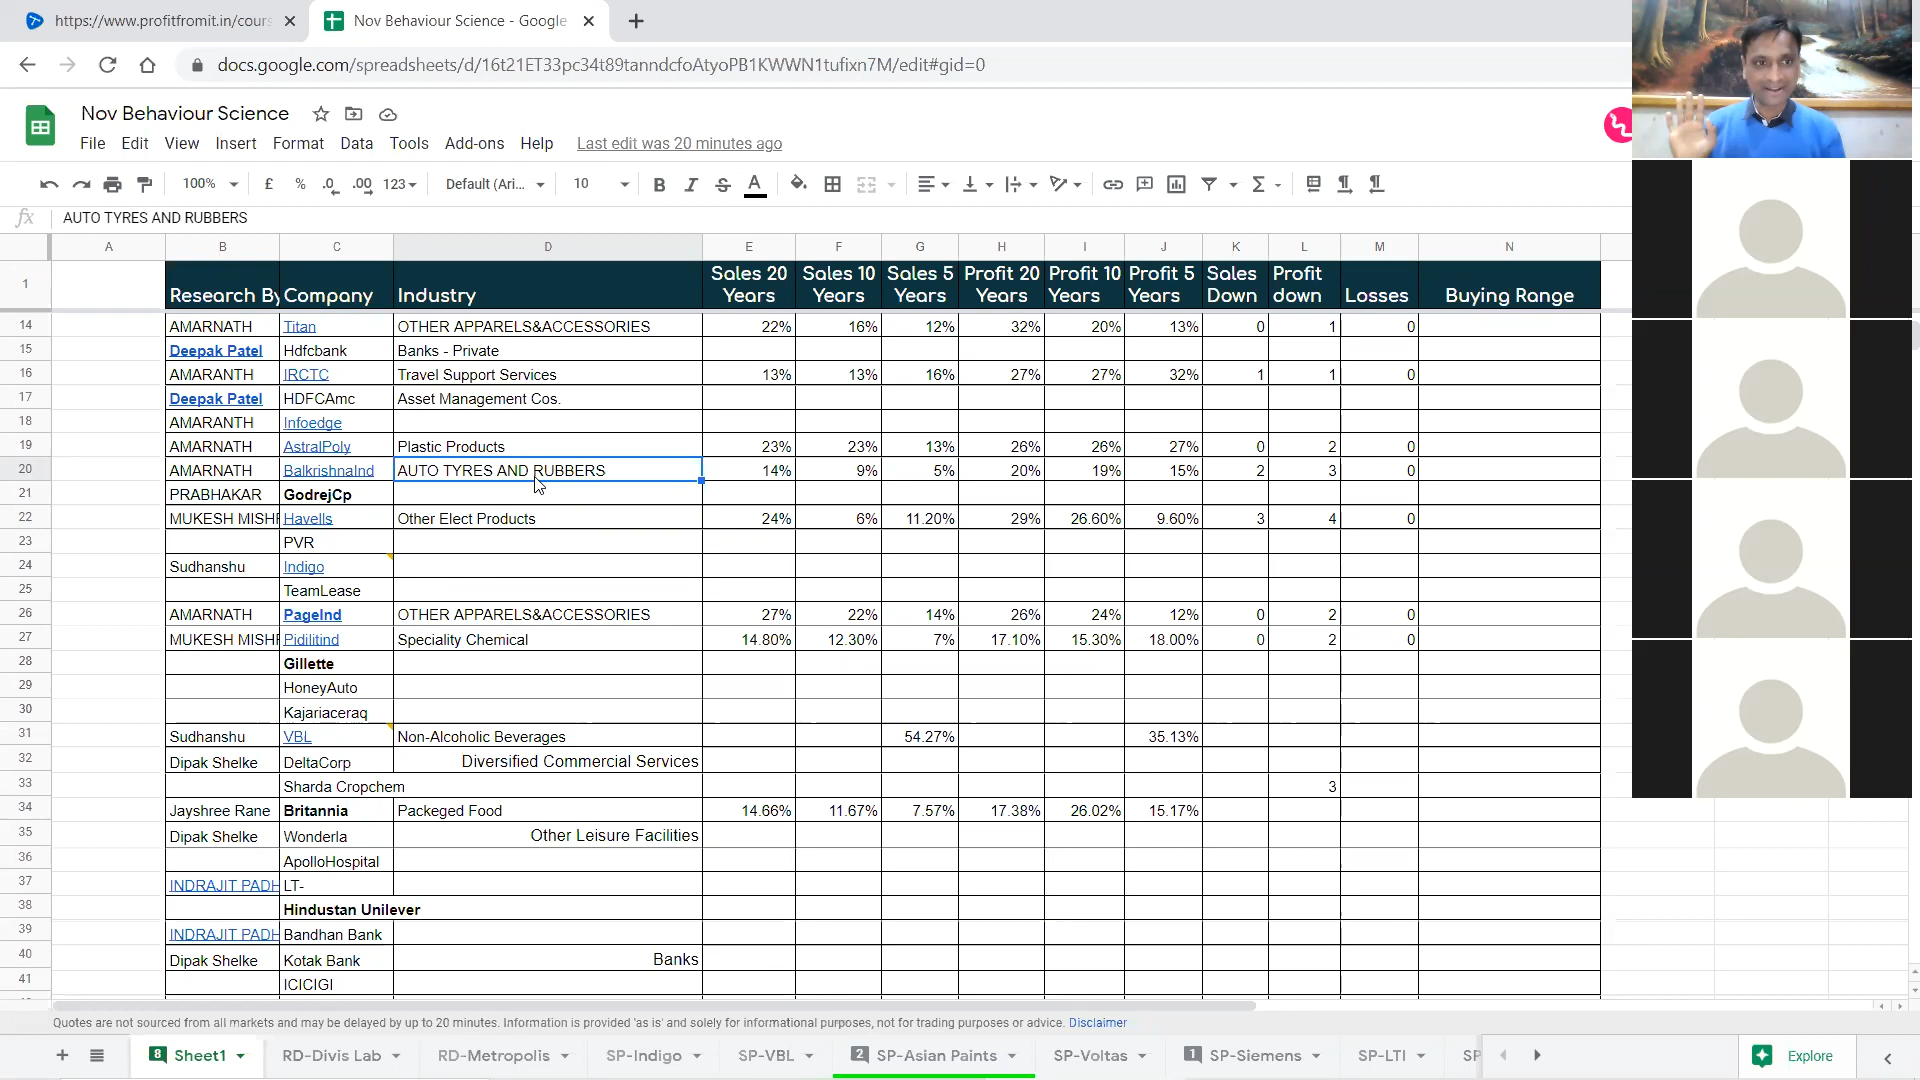 https://www.profitfromit.in/cours
Nov Behaviour Science - Google
docs.google.com/spreadsheets/d/16t21ET33pc34t89tanndcfoAtyoPB1KWWN1tufixn7M/edit#gid=0
Nov Behaviour Science
File Edit View Insert Format Data Tools Add-ons Help Last edit was 20 minutes ago
100% £ % .0 .00 123 Default (Ari... 10 B I S A
fx AUTO TYRES AND RUBBERS
A B C D E F G H I J K L M N
1 Research By Company Industry Sales 20 Years Sales 10 Years Sales 5 Years Profit 20 Years Profit 10 Years Profit 5 Years Sales Down Profit down Losses Buying Range
14 AMARNATH Titan OTHER APPARELS&ACCESSORIES 22% 16% 12% 32% 20% 13% 0 1 0
15 Deepak Patel Hdfcbank Banks - Private
16 AMARANTH IRCTC Travel Support Services 13% 13% 16% 27% 27% 32% 1 1 0
17 Deepak Patel HDFCAmc Asset Management Cos.
18 AMARANTH Infoedge
19 AMARNATH AstralPoly Plastic Products 23% 23% 13% 26% 26% 27% 0 2 0
20 AMARNATH BalkrishnaInd AUTO TYRES AND RUBBERS 14% 9% 5% 20% 19% 15% 2 3 0
21 PRABHAKAR GodrejCp
22 MUKESH MISHR Havells Other Elect Products 24% 6% 11.20% 29% 26.60% 9.60% 3 4 0
23 PVR
24 Sudhanshu Indigo
25 TeamLease
26 AMARNATH PageInd OTHER APPARELS&ACCESSORIES 27% 22% 14% 26% 24% 12% 0 2 0
27 MUKESH MISHR Pidilitind Speciality Chemical 14.80% 12.30% 7% 17.10% 15.30% 18.00% 0 2 0
28 Gillette
29 HoneyAuto
30 Kajariaceraq
31 Sudhanshu VBL Non-Alcoholic Beverages 54.27% 35.13%
32 Dipak Shelke DeltaCorp Diversified Commercial Services
33 Sharda Cropchem 3
34 Jayshree Rane Britannia Packeged Food 14.66% 11.67% 7.57% 17.38% 26.02% 15.17%
35 Dipak Shelke Wonderla Other Leisure Facilities
36 ApolloHospital
37 INDRAJIT PADH LT-
38 Hindustan Unilever
39 INDRAJIT PADH Bandhan Bank
40 Dipak Shelke Kotak Bank Banks
41 ICICIGI
Quotes are not sourced from all markets and may be delayed by up to 20 minutes. Information is provided 'as is' and solely for informational purposes, not for trading purposes or advice. Disclaimer
8 Sheet1 RD-Divis Lab RD-Metropolis SP-Indigo SP-VBL 2 SP-Asian Paints SP-Voltas 1 SP-Siemens SP-LTI SP Explore